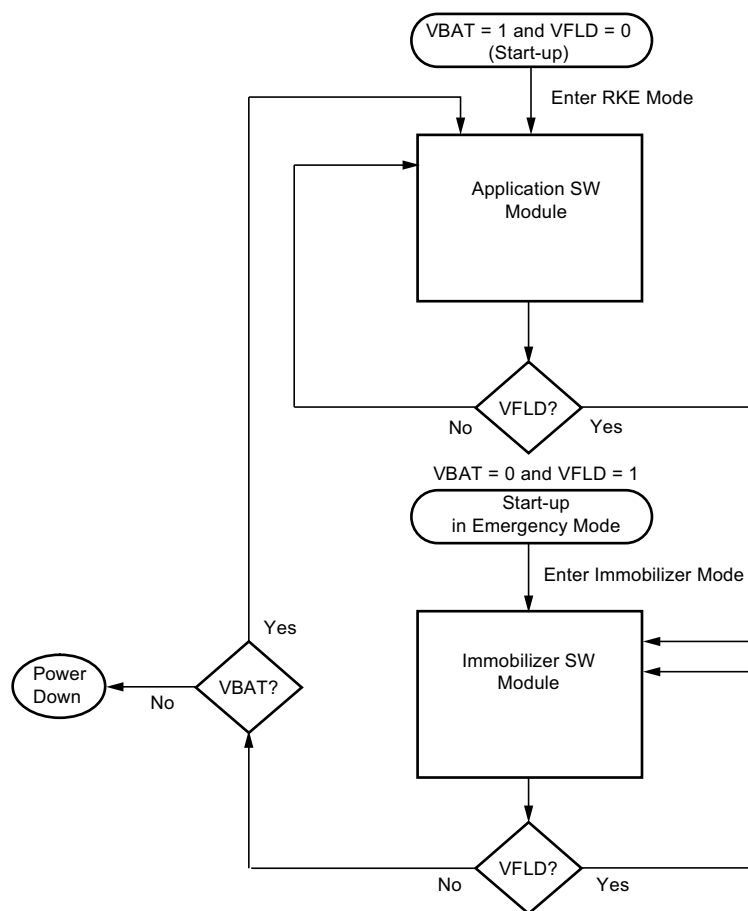 VBAT = 1 and VFLD = 0
(Start-up)
Enter RKE Mode
Application SW
Module
VFLD?
No
Yes
VBAT = 0 and VFLD = 1
Start-up
in Emergency Mode
Enter Immobilizer Mode
Yes
Immobilizer SW
Module
Power
Down
No
VBAT?
VFLD?
No
Yes